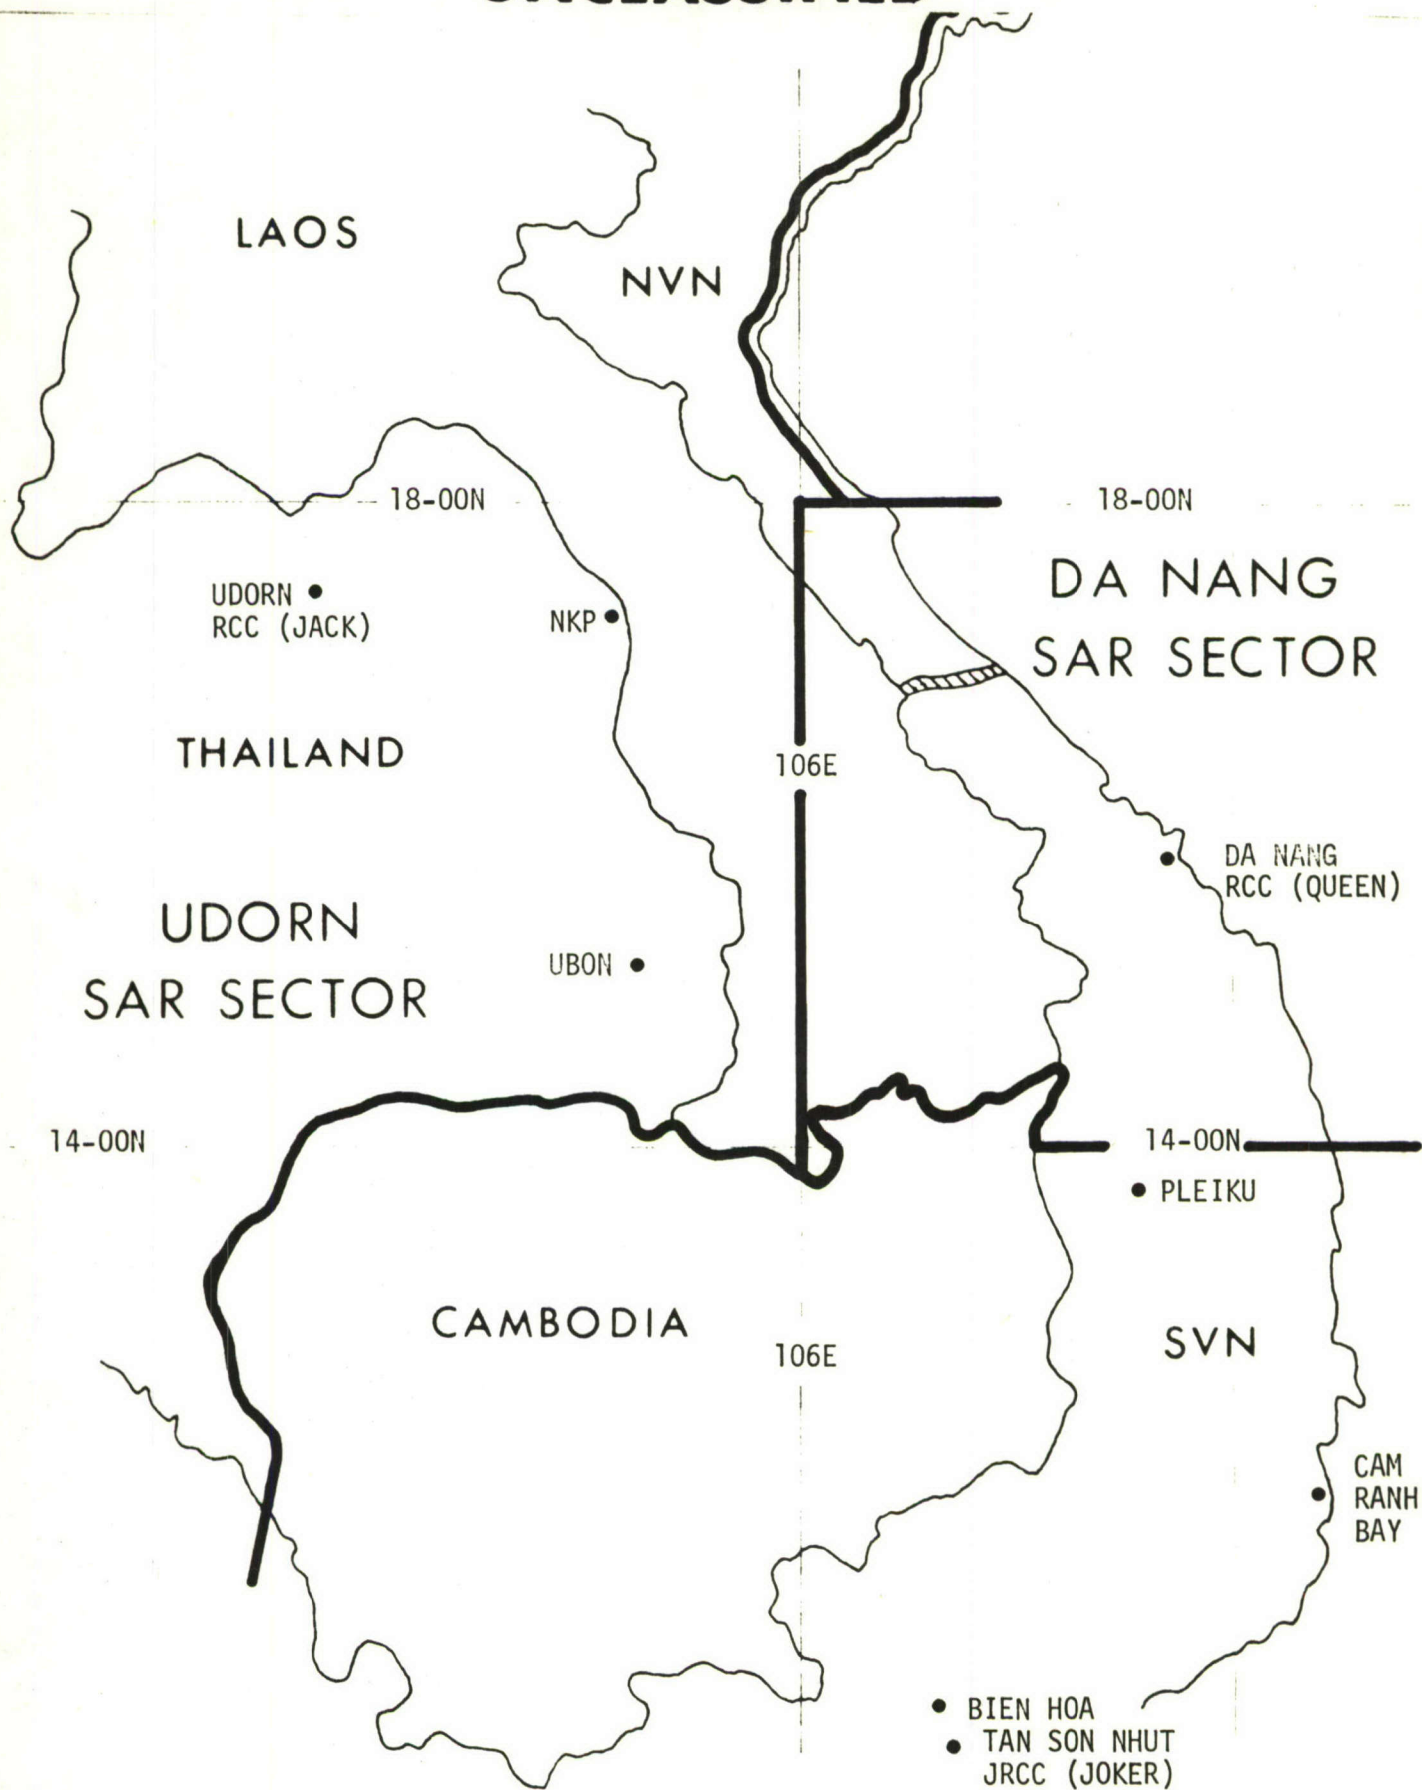 UNCLASSIFIED
LAOS
NVN
18-00N
18-00N
DA NANG
SAR SECTOR
UDORN
RCC (JACK)
NKP
THAILAND
106E
DA NANG
RCC (QUEEN)
UDORN
SAR SECTOR
UBON
14-00N
14-00N
PLEIKU
CAMBODIA
106E
SVN
CAM
RANH
BAY
BIEN HOA
TAN SON NHUT
JRCC (JOKER)